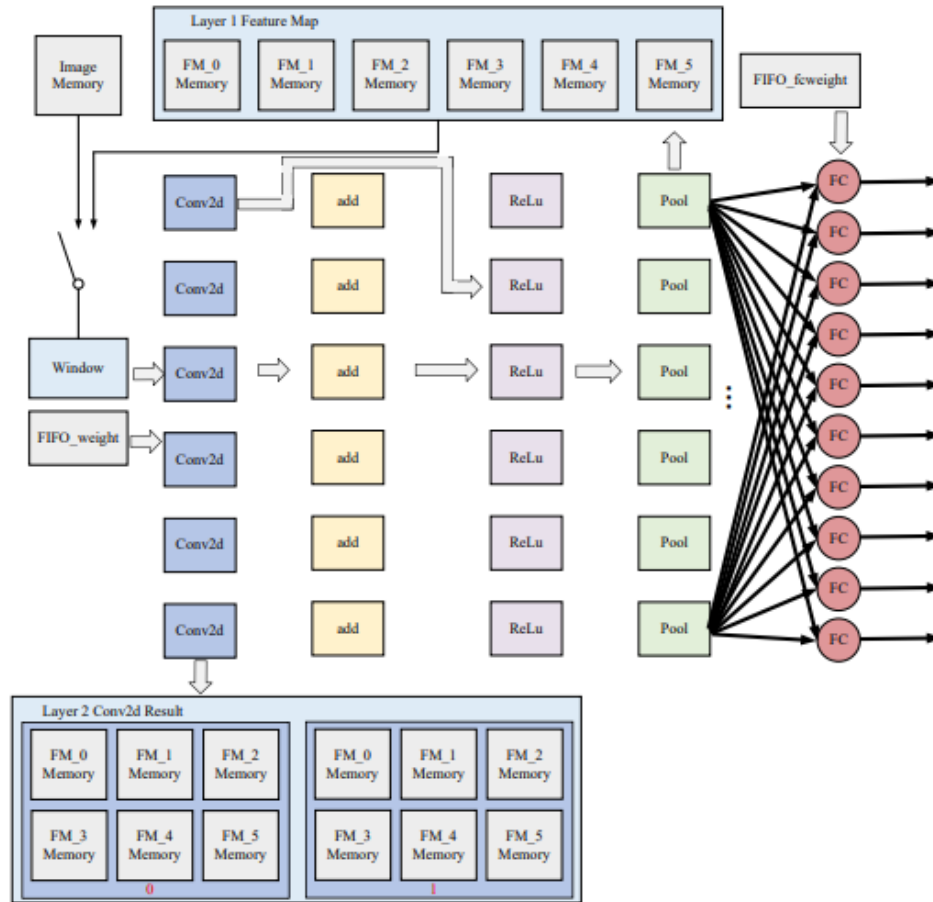 Layer 1 Feature Map
Image
Memory
FM_0
Memory
FM_1
Memory
FM_2
Memory
FM_3
Memory
FM_4
Memory
FM_5
Memory
FIFO_fcweight
Conv2d
add
ReLu
Pool
FC
FC
Conv2d
add
ReLu
Pool
FC
FC
Window
Conv2d
add
ReLu
Pool
FC
...
FIFO_weight
Conv2d
add
ReLu
Pool
FC
FC
Conv2d
add
ReLu
Pool
FC
FC
Conv2d
add
ReLu
Pool
FC
Layer 2 Conv2d Result
FM_0
Memory
FM_1
Memory
FM_2
Memory
FM_3
Memory
FM_4
Memory
FM_5
Memory
0
FM_0
Memory
FM_1
Memory
FM_2
Memory
FM_3
Memory
FM_4
Memory
FM_5
Memory
1